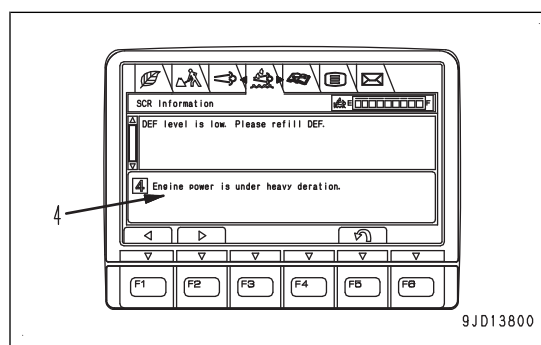 SCR Information
E F
DEF level is low. Please refill DEF.
4 Engine power is under heavy deration.
4
F1 F2 F3 F4 F5 F6
9JD13800